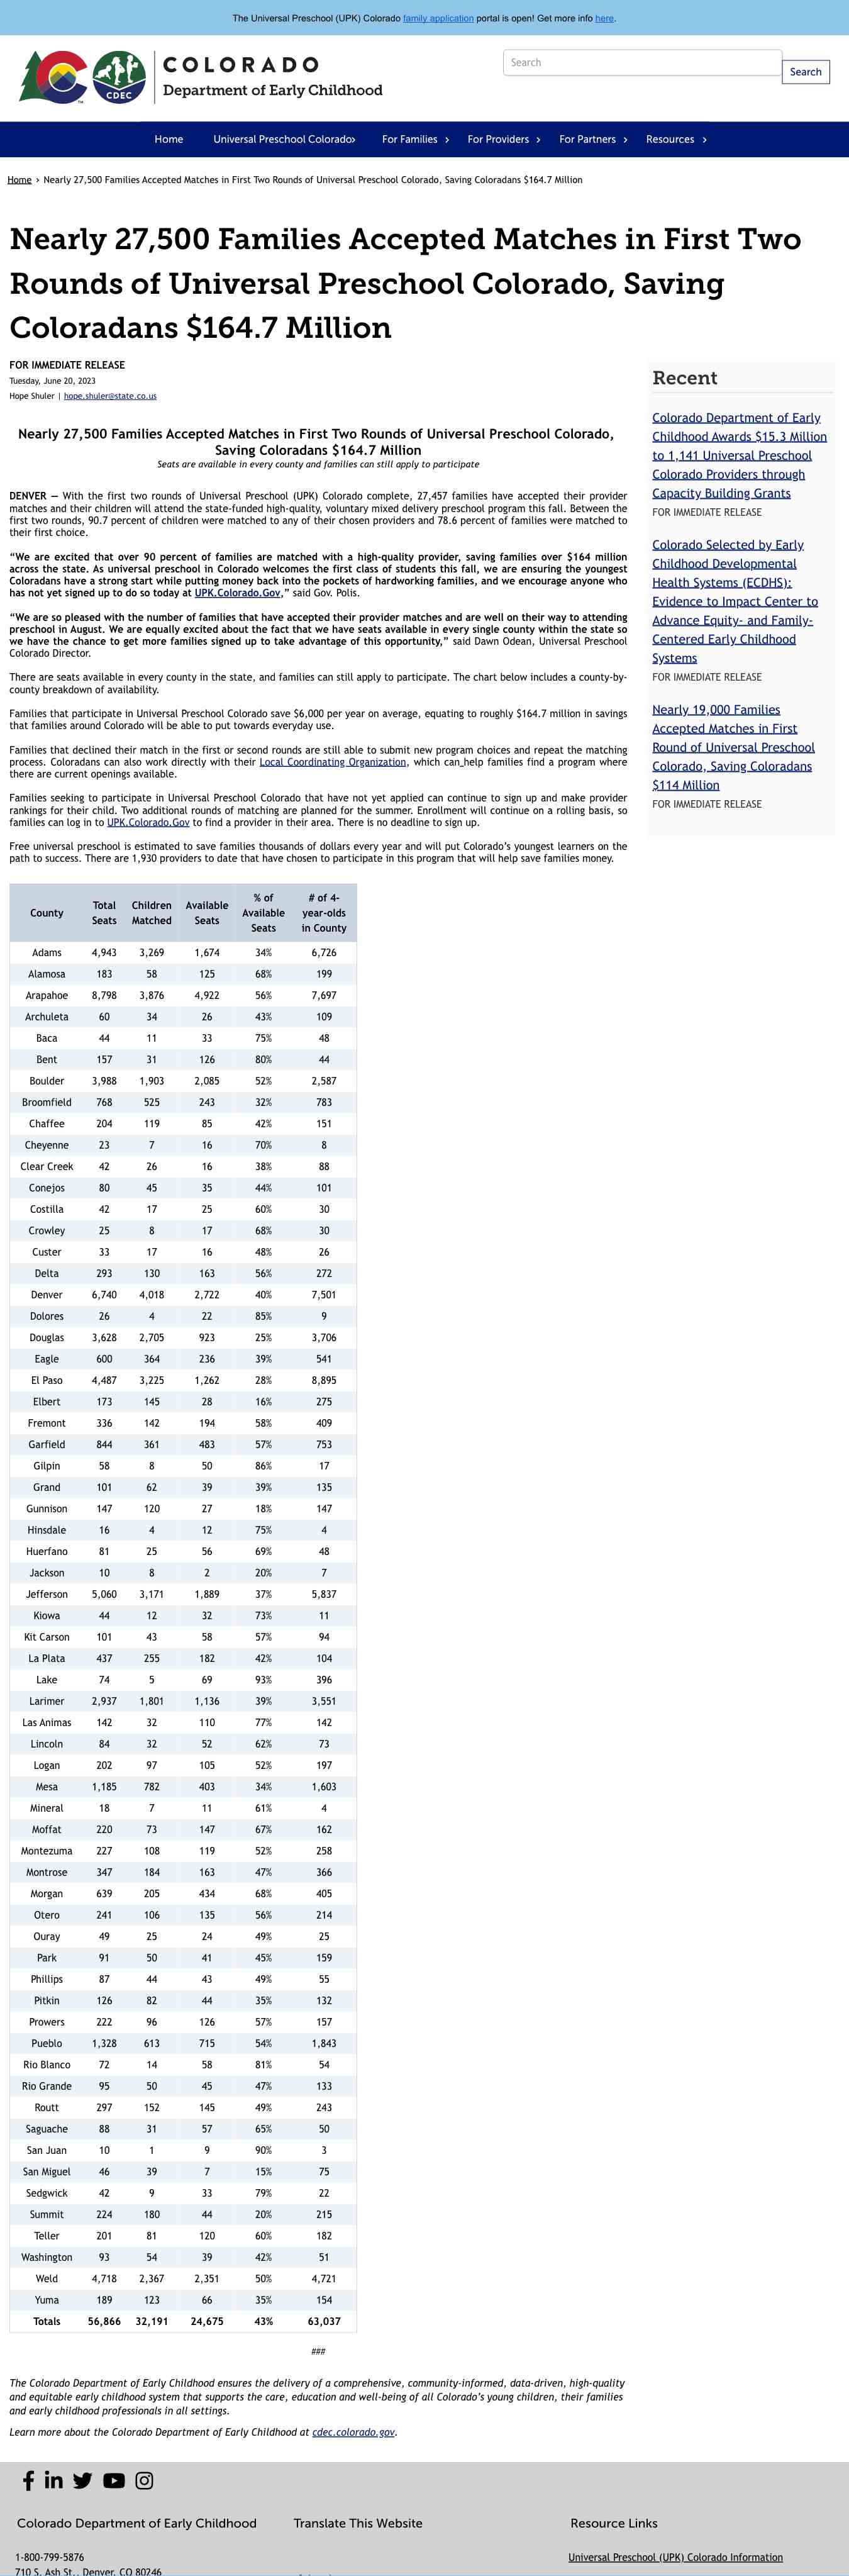 The Universal Preschool (UPK) Colorado family application portal is open! Get more info here.
COLORADO
Department of Early Childhood
CDEC
TM
Search
Search
Home Universal Preschool Colorado› For Families › For Providers › For Partners › Resources ›
Home › Nearly 27,500 Families Accepted Matches in First Two Rounds of Universal Preschool Colorado, Saving Coloradans $164.7 Million
Nearly 27,500 Families Accepted Matches in First Two
Rounds of Universal Preschool Colorado, Saving
Coloradans $164.7 Million
FOR IMMEDIATE RELEASE
Tuesday, June 20, 2023
Hope Shuler | hope.shuler@state.co.us
Nearly 27,500 Families Accepted Matches in First Two Rounds of Universal Preschool Colorado,
Saving Coloradans $164.7 Million
Seats are available in every county and families can still apply to participate
DENVER — With the first two rounds of Universal Preschool (UPK) Colorado complete, 27,457 families have accepted their provider
matches and their children will attend the state-funded high-quality, voluntary mixed delivery preschool program this fall. Between the
first two rounds, 90.7 percent of children were matched to any of their chosen providers and 78.6 percent of families were matched to
their first choice.
“We are excited that over 90 percent of families are matched with a high-quality provider, saving families over $164 million
across the state. As universal preschool in Colorado welcomes the first class of students this fall, we are ensuring the youngest
Coloradans have a strong start while putting money back into the pockets of hardworking families, and we encourage anyone who
has not yet signed up to do so today at UPK.Colorado.Gov,” said Gov. Polis.
“We are so pleased with the number of families that have accepted their provider matches and are well on their way to attending
preschool in August. We are equally excited about the fact that we have seats available in every single county within the state so
we have the chance to get more families signed up to take advantage of this opportunity,” said Dawn Odean, Universal Preschool
Colorado Director.
There are seats available in every county in the state, and families can still apply to participate. The chart below includes a county-by-
county breakdown of availability.
Families that participate in Universal Preschool Colorado save $6,000 per year on average, equating to roughly $164.7 million in savings
that families around Colorado will be able to put towards everyday use.
Families that declined their match in the first or second rounds are still able to submit new program choices and repeat the matching
process. Coloradans can also work directly with their Local Coordinating Organization, which can help families find a program where
there are current openings available.
Families seeking to participate in Universal Preschool Colorado that have not yet applied can continue to sign up and make provider
rankings for their child. Two additional rounds of matching are planned for the summer. Enrollment will continue on a rolling basis, so
families can log in to UPK.Colorado.Gov to find a provider in their area. There is no deadline to sign up.
Free universal preschool is estimated to save families thousands of dollars every year and will put Colorado’s youngest learners on the
path to success. There are 1,930 providers to date that have chosen to participate in this program that will help save families money.
Recent
Colorado Department of Early
Childhood Awards $15.3 Million
to 1,141 Universal Preschool
Colorado Providers through
Capacity Building Grants
FOR IMMEDIATE RELEASE
Colorado Selected by Early
Childhood Developmental
Health Systems (ECDHS):
Evidence to Impact Center to
Advance Equity- and Family-
Centered Early Childhood
Systems
FOR IMMEDIATE RELEASE
Nearly 19,000 Families
Accepted Matches in First
Round of Universal Preschool
Colorado, Saving Coloradans
$114 Million
FOR IMMEDIATE RELEASE
County Total Seats Children Matched Available Seats % of Available Seats # of 4-year-olds in County
Adams 4,943 3,269 1,674 34% 6,726
Alamosa 183 58 125 68% 199
Arapahoe 8,798 3,876 4,922 56% 7,697
Archuleta 60 34 26 43% 109
Baca 44 11 33 75% 48
Bent 157 31 126 80% 44
Boulder 3,988 1,903 2,085 52% 2,587
Broomfield 768 525 243 32% 783
Chaffee 204 119 85 42% 151
Cheyenne 23 7 16 70% 8
Clear Creek 42 26 16 38% 88
Conejos 80 45 35 44% 101
Costilla 42 17 25 60% 30
Crowley 25 8 17 68% 30
Custer 33 17 16 48% 26
Delta 293 130 163 56% 272
Denver 6,740 4,018 2,722 40% 7,501
Dolores 26 4 22 85% 9
Douglas 3,628 2,705 923 25% 3,706
Eagle 600 364 236 39% 541
El Paso 4,487 3,225 1,262 28% 8,895
Elbert 173 145 28 16% 275
Fremont 336 142 194 58% 409
Garfield 844 361 483 57% 753
Gilpin 58 8 50 86% 17
Grand 101 62 39 39% 135
Gunnison 147 120 27 18% 147
Hinsdale 16 4 12 75% 4
Huerfano 81 25 56 69% 48
Jackson 10 8 2 20% 7
Jefferson 5,060 3,171 1,889 37% 5,837
Kiowa 44 12 32 73% 11
Kit Carson 101 43 58 57% 94
La Plata 437 255 182 42% 104
Lake 74 5 69 93% 396
Larimer 2,937 1,801 1,136 39% 3,551
Las Animas 142 32 110 77% 142
Lincoln 84 32 52 62% 73
Logan 202 97 105 52% 197
Mesa 1,185 782 403 34% 1,603
Mineral 18 7 11 61% 4
Moffat 220 73 147 67% 162
Montezuma 227 108 119 52% 258
Montrose 347 184 163 47% 366
Morgan 639 205 434 68% 405
Otero 241 106 135 56% 214
Ouray 49 25 24 49% 25
Park 91 50 41 45% 159
Phillips 87 44 43 49% 55
Pitkin 126 82 44 35% 132
Prowers 222 96 126 57% 157
Pueblo 1,328 613 715 54% 1,843
Rio Blanco 72 14 58 81% 54
Rio Grande 95 50 45 47% 133
Routt 297 152 145 49% 243
Saguache 88 31 57 65% 50
San Juan 10 1 9 90% 3
San Miguel 46 39 7 15% 75
Sedgwick 42 9 33 79% 22
Summit 224 180 44 20% 215
Teller 201 81 120 60% 182
Washington 93 54 39 42% 51
Weld 4,718 2,367 2,351 50% 4,721
Yuma 189 123 66 35% 154
Totals 56,866 32,191 24,675 43% 63,037
###
The Colorado Department of Early Childhood ensures the delivery of a comprehensive, community-informed, data-driven, high-quality
and equitable early childhood system that supports the care, education and well-being of all Colorado’s young children, their families
and early childhood professionals in all settings.
Learn more about the Colorado Department of Early Childhood at cdec.colorado.gov.
Colorado Department of Early Childhood
Translate This Website
Resource Links
1-800-799-5876
Universal Preschool (UPK) Colorado Information
710 S. Ash St., Denver, CO 80246